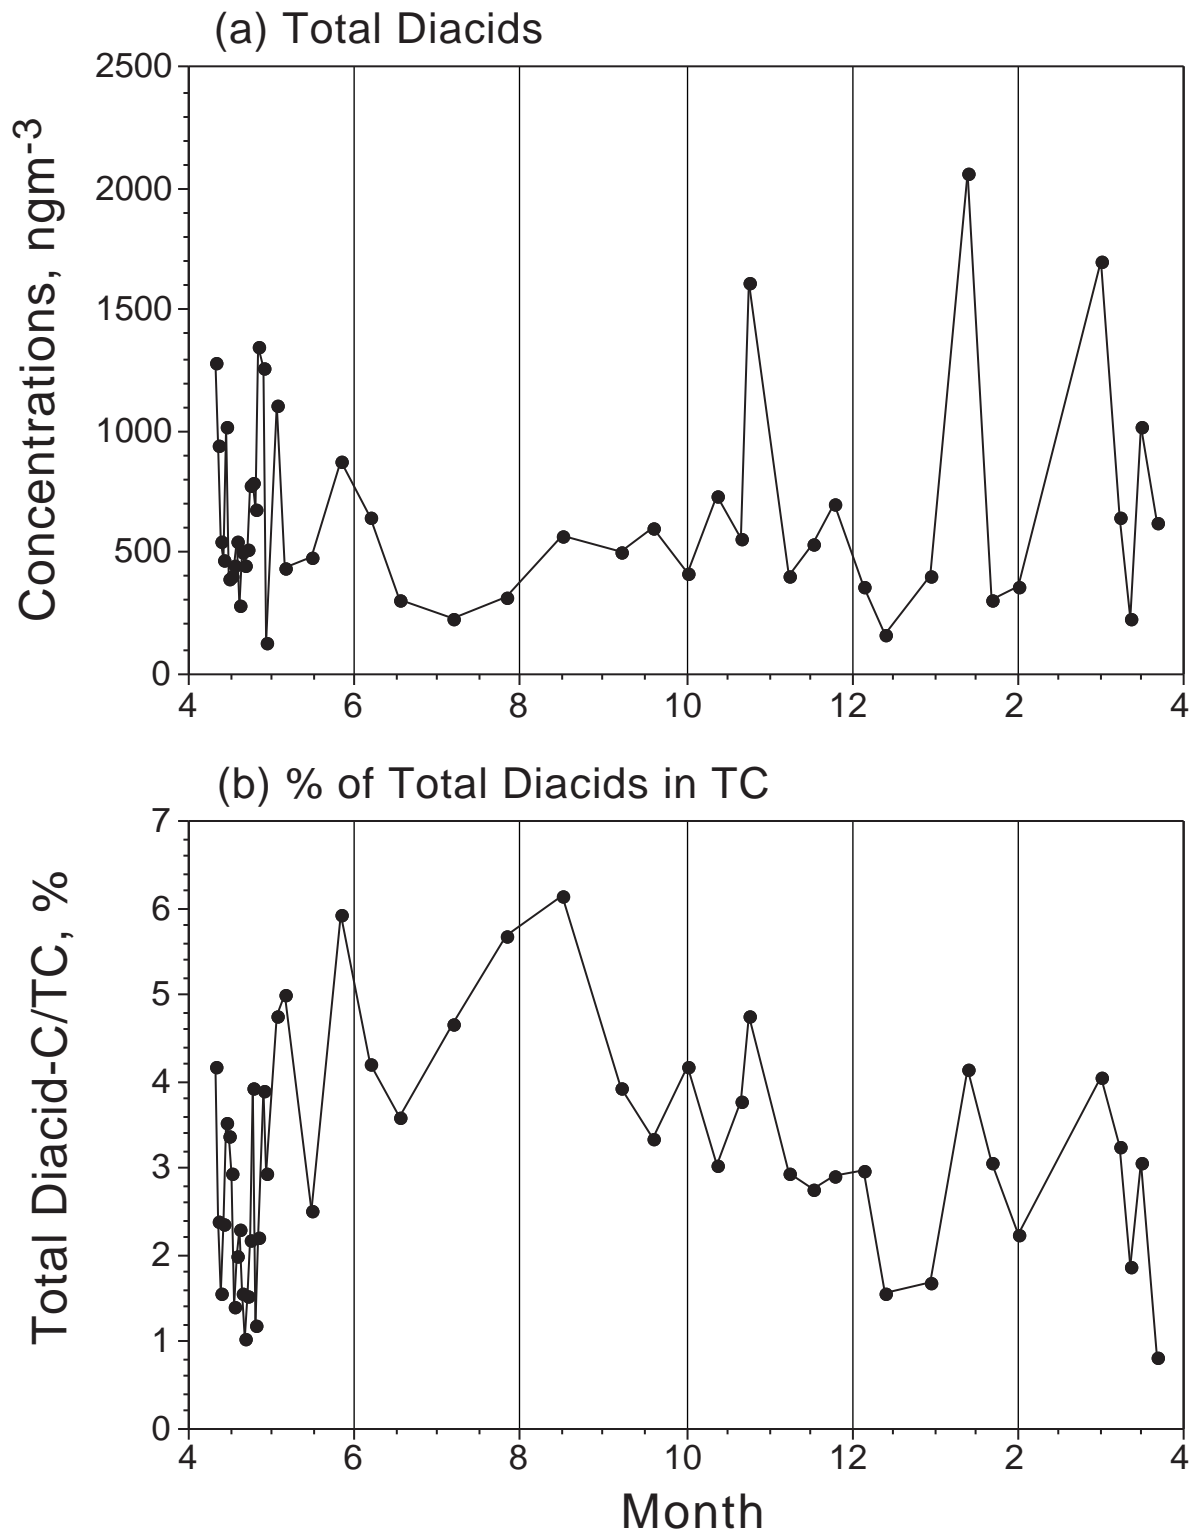 (a) Total Diacids
2500
2000
1500
1000
500
0
Concentrations, ngm-3
4 6 8 10 12 2 4
(b) % of Total Diacids in TC
7
6
5
4
3
2
1
0
Total Diacid-C/TC, %
4 6 8 10 12 2 4
Month